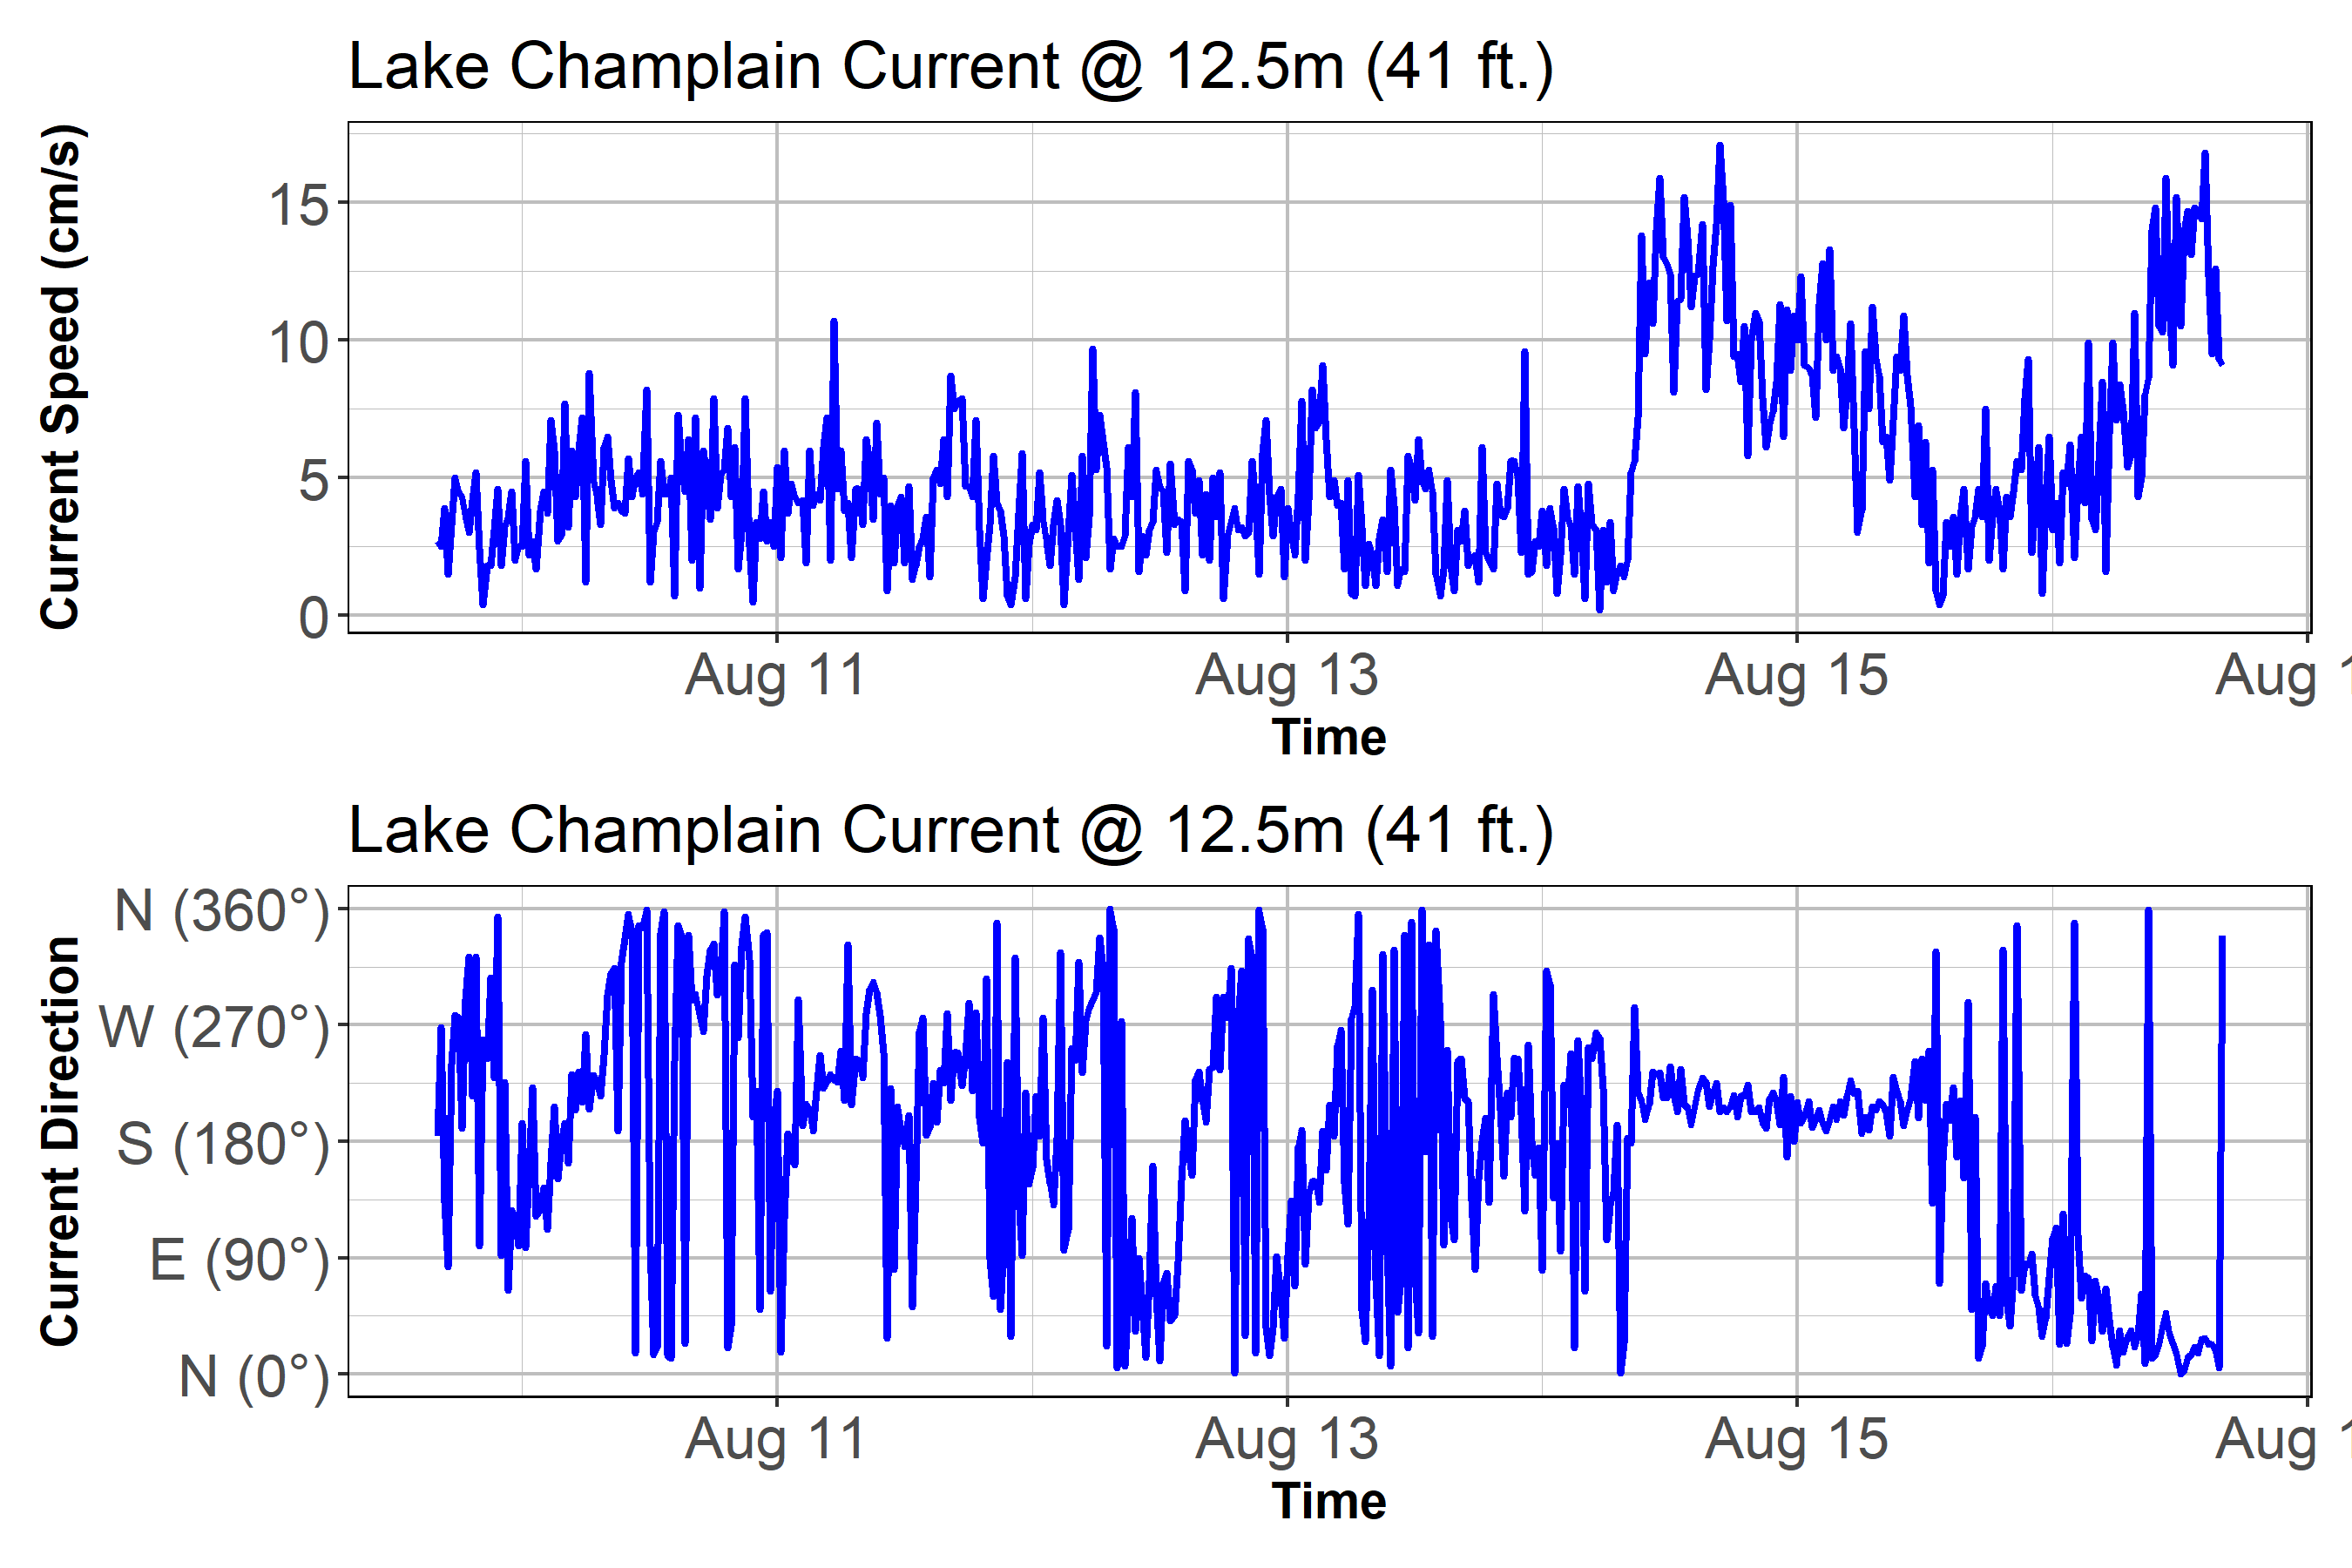 Lake Champlain Current @ 12.5m (41 ft.)
Current Speed (cm/s)
15
10
5
0
Aug 11 Aug 13 Aug 15 Aug 1
Time
Lake Champlain Current @ 12.5m (41 ft.)
Current Direction
N (360°)
W (270°)
S (180°)
E (90°)
N (0°)
Aug 11 Aug 13 Aug 15 Aug 1
Time